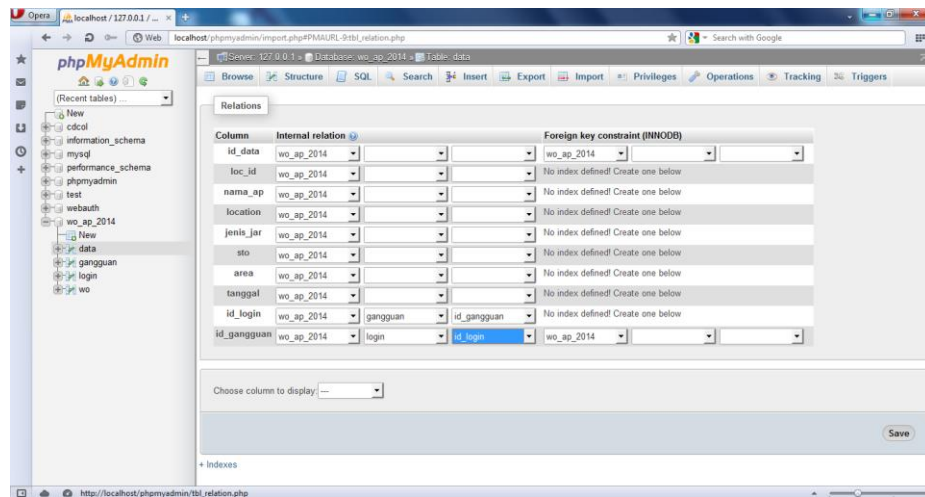 Opera
localhost / 127.0.0.1 / ...
Web
localhost/phpmyadmin/import.php#PMAURL-9:tbl_relation.php
Search with Google
phpMyAdmin
(Recent tables) ...
New
cdcol
information_schema
mysql
performance_schema
phpmyadmin
test
webauth
wo_ap_2014
New
data
gangguan
login
wo
Server: 127.0.0.1 » Database: wo_ap_2014 » Table: data
Browse Structure SQL Search Insert Export Import Privileges Operations Tracking Triggers
Relations
Column Internal relation Foreign key constraint (INNODB)
id_data wo_ap_2014 wo_ap_2014
loc_id wo_ap_2014 No index defined! Create one below
nama_ap wo_ap_2014 No index defined! Create one below
location wo_ap_2014 No index defined! Create one below
jenis_jar wo_ap_2014 No index defined! Create one below
sto wo_ap_2014 No index defined! Create one below
area wo_ap_2014 No index defined! Create one below
tanggal wo_ap_2014 No index defined! Create one below
id_login wo_ap_2014 gangguan id_gangguan No index defined! Create one below
id_gangguan wo_ap_2014 login id_login wo_ap_2014
Choose column to display: ---
Save
+ Indexes
http://localhost/phpmyadmin/tbl_relation.php